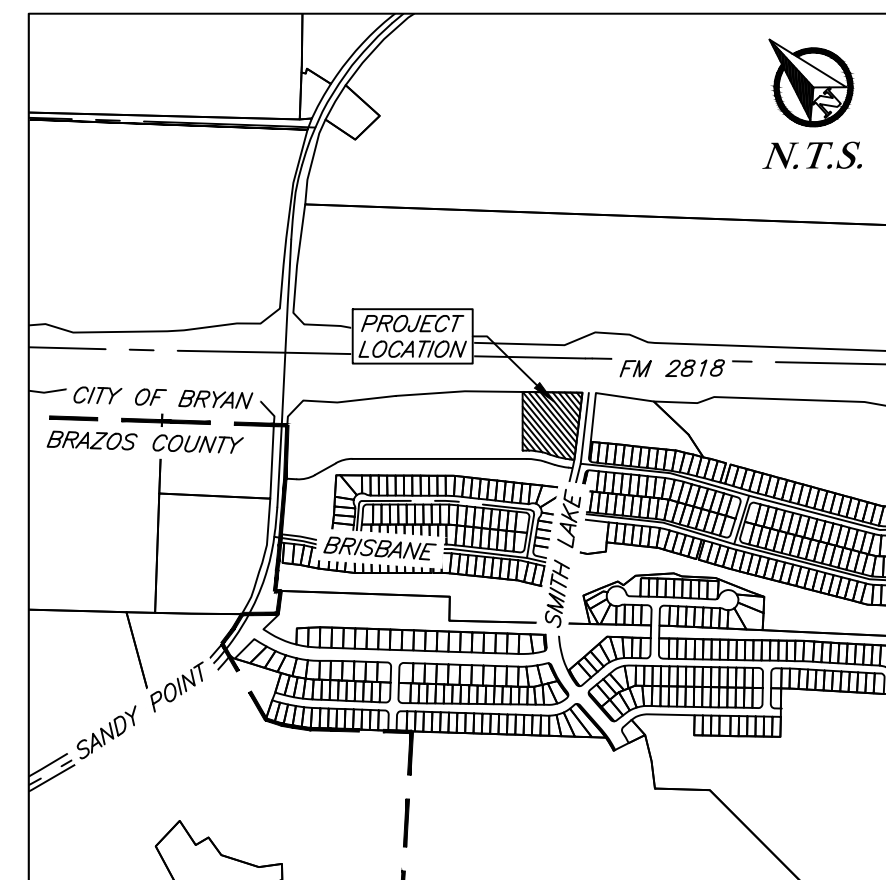 N
N.T.S.
PROJECT
LOCATION
FM 2818
CITY OF BRYAN
BRAZOS COUNTY
BRISBANE
SMITH LAKE
SANDY POINT